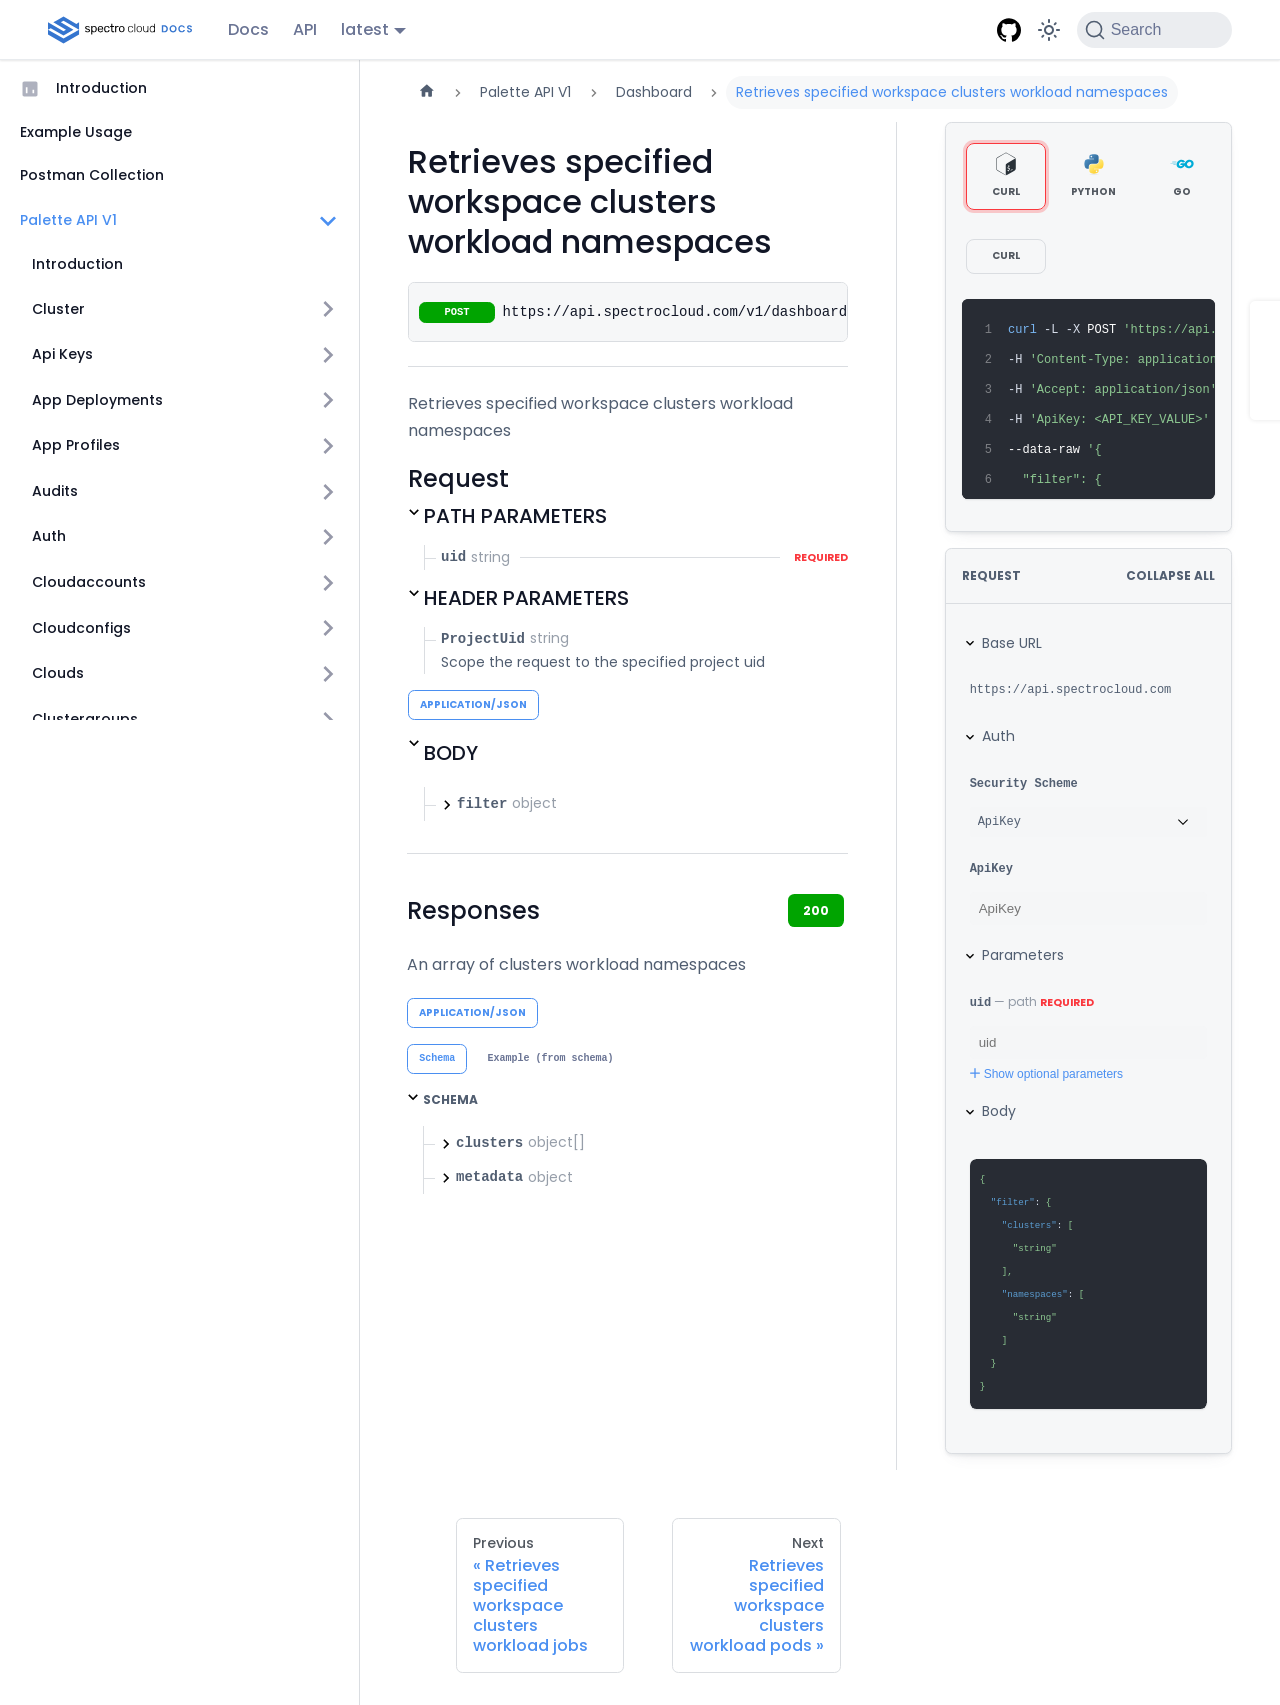 spectro cloud DOCS
Docs
API
latest
Search
Introduction
Example Usage
Postman Collection
Palette API V1
Introduction
Cluster
Api Keys
App Deployments
App Profiles
Audits
Auth
Cloudaccounts
Cloudconfigs
Clouds
Clustergroups
Palette API V1
Dashboard
Retrieves specified workspace clusters workload namespaces
Retrieves specified
workspace clusters
workload namespaces
POST https://api.spectrocloud.com/v1/dashboard
Retrieves specified workspace clusters workload
namespaces
Request
PATH PARAMETERS
uid string REQUIRED
HEADER PARAMETERS
ProjectUid string
Scope the request to the specified project uid
APPLICATION/JSON
BODY
filter object
Responses
200
An array of clusters workload namespaces
APPLICATION/JSON
Schema
Example (from schema)
SCHEMA
clusters object[]
metadata object
CURL
PYTHON
GO
CURL
1 curl -L -X POST 'https://api.
2 -H 'Content-Type: application
3 -H 'Accept: application/json'
4 -H 'ApiKey: <API_KEY_VALUE>'
5 --data-raw '{
6 "filter": {
REQUEST
COLLAPSE ALL
Base URL
https://api.spectrocloud.com
Auth
Security Scheme
ApiKey
ApiKey
ApiKey
Parameters
uid — path REQUIRED
uid
Show optional parameters
Body
{
"filter": {
"clusters": [
"string"
],
"namespaces": [
"string"
]
}
}
Previous
« Retrieves
specified
workspace
clusters
workload jobs
Next
Retrieves
specified
workspace
clusters
workload pods »